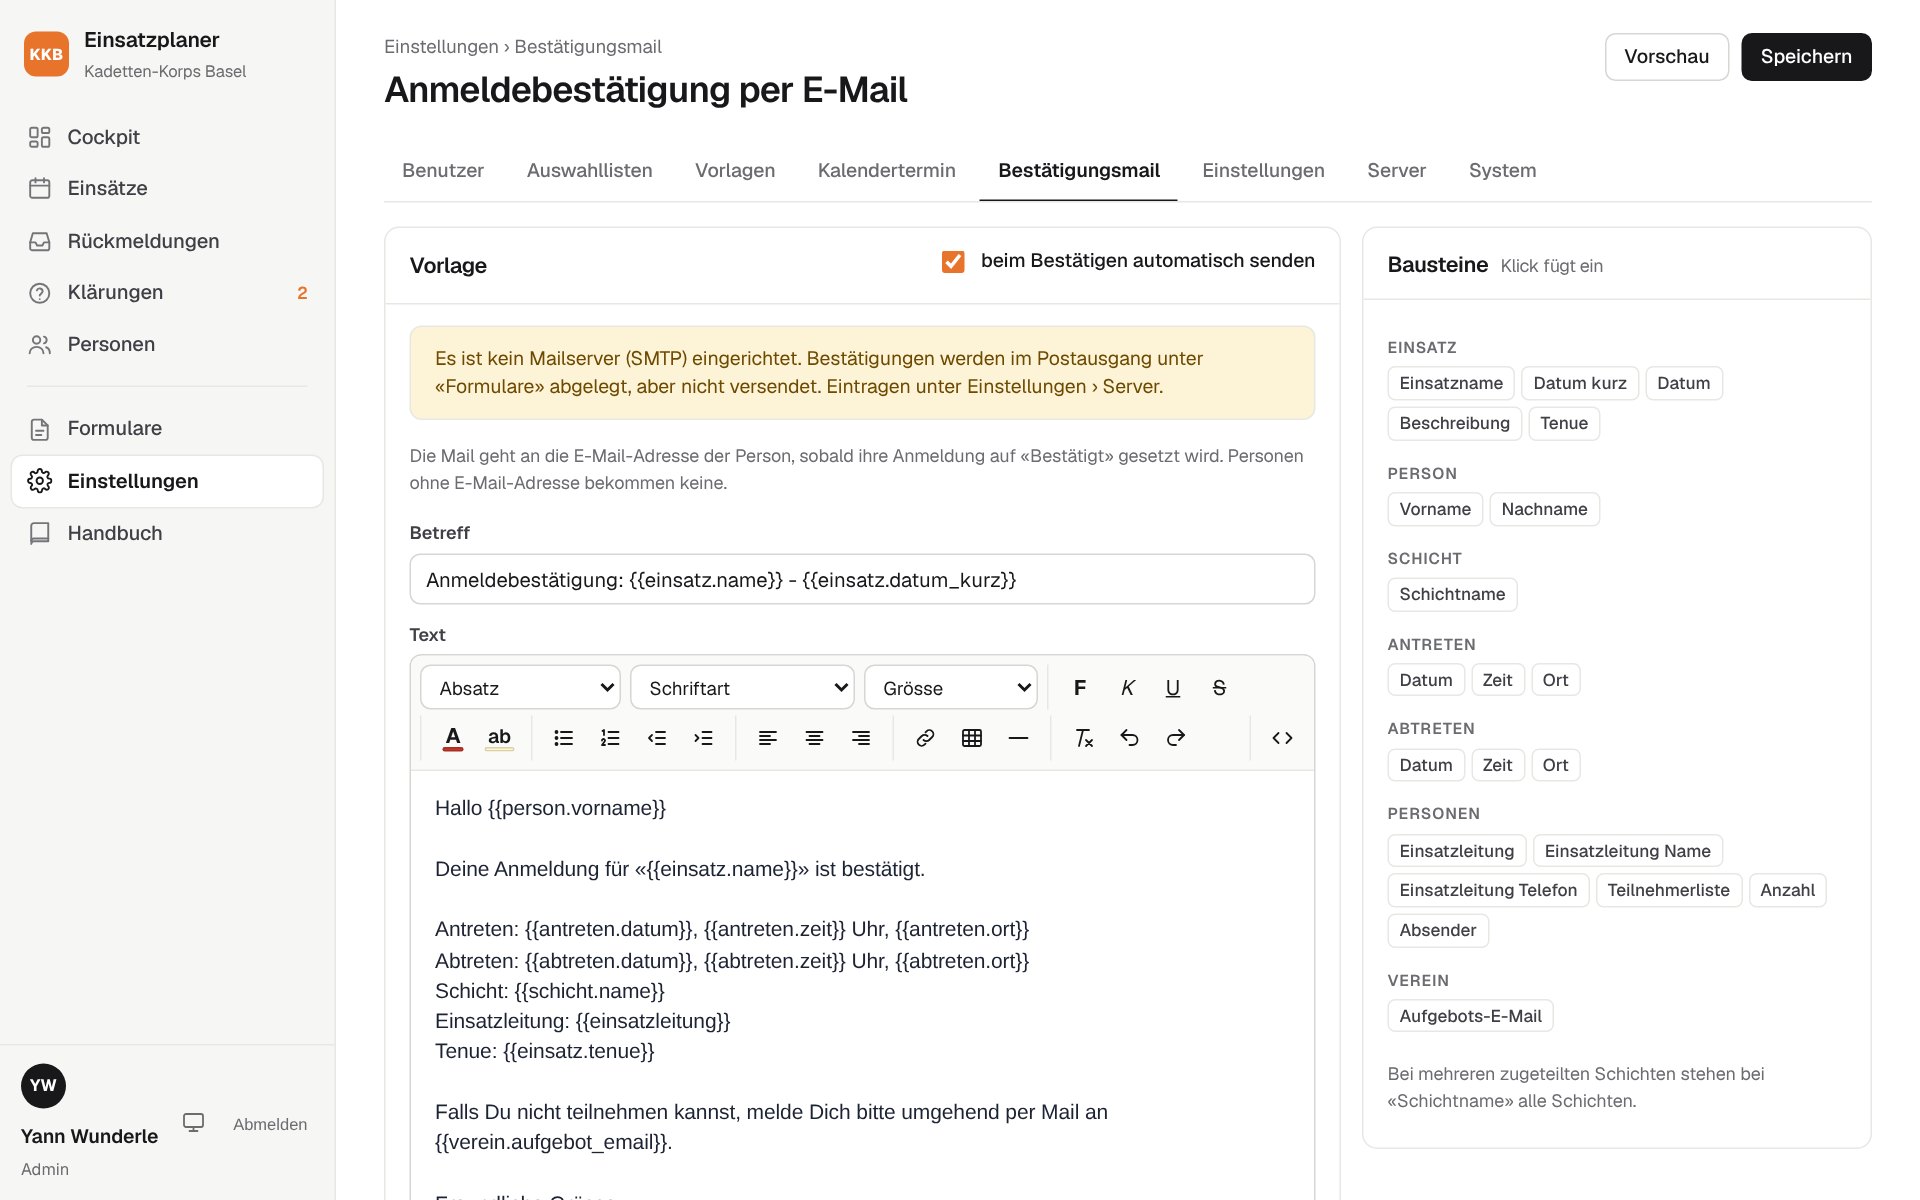 KKB
Einsatzplaner
Kadetten-Korps Basel
Cockpit
Einsätze
Rückmeldungen
Klärungen 2
Personen
Formulare
Einstellungen
Handbuch
YW
Yann Wunderle
Admin
Abmelden
Einstellungen › Bestätigungsmail
Anmeldebestätigung per E-Mail
Vorschau
Speichern
Benutzer Auswahllisten Vorlagen Kalendertermin Bestätigungsmail Einstellungen Server System
Vorlage
beim Bestätigen automatisch senden
Es ist kein Mailserver (SMTP) eingerichtet. Bestätigungen werden im Postausgang unter
«Formulare» abgelegt, aber nicht versendet. Eintragen unter Einstellungen › Server.
Die Mail geht an die E-Mail-Adresse der Person, sobald ihre Anmeldung auf «Bestätigt» gesetzt wird. Personen
ohne E-Mail-Adresse bekommen keine.
Betreff
Anmeldebestätigung: {{einsatz.name}} - {{einsatz.datum_kurz}}
Text
Absatz Schriftart Grösse F K U S
A ab
Hallo {{person.vorname}}
Deine Anmeldung für «{{einsatz.name}}» ist bestätigt.
Antreten: {{antreten.datum}}, {{antreten.zeit}} Uhr, {{antreten.ort}}
Abtreten: {{abtreten.datum}}, {{abtreten.zeit}} Uhr, {{abtreten.ort}}
Schicht: {{schicht.name}}
Einsatzleitung: {{einsatzleitung}}
Tenue: {{einsatz.tenue}}
Falls Du nicht teilnehmen kannst, melde Dich bitte umgehend per Mail an
{{verein.aufgebot_email}}.
Bausteine Klick fügt ein
EINSATZ
Einsatzname Datum kurz Datum
Beschreibung Tenue
PERSON
Vorname Nachname
SCHICHT
Schichtname
ANTRETEN
Datum Zeit Ort
ABTRETEN
Datum Zeit Ort
PERSONEN
Einsatzleitung Einsatzleitung Name
Einsatzleitung Telefon Teilnehmerliste Anzahl
Absender
VEREIN
Aufgebots-E-Mail
Bei mehreren zugeteilten Schichten stehen bei
«Schichtname» alle Schichten.